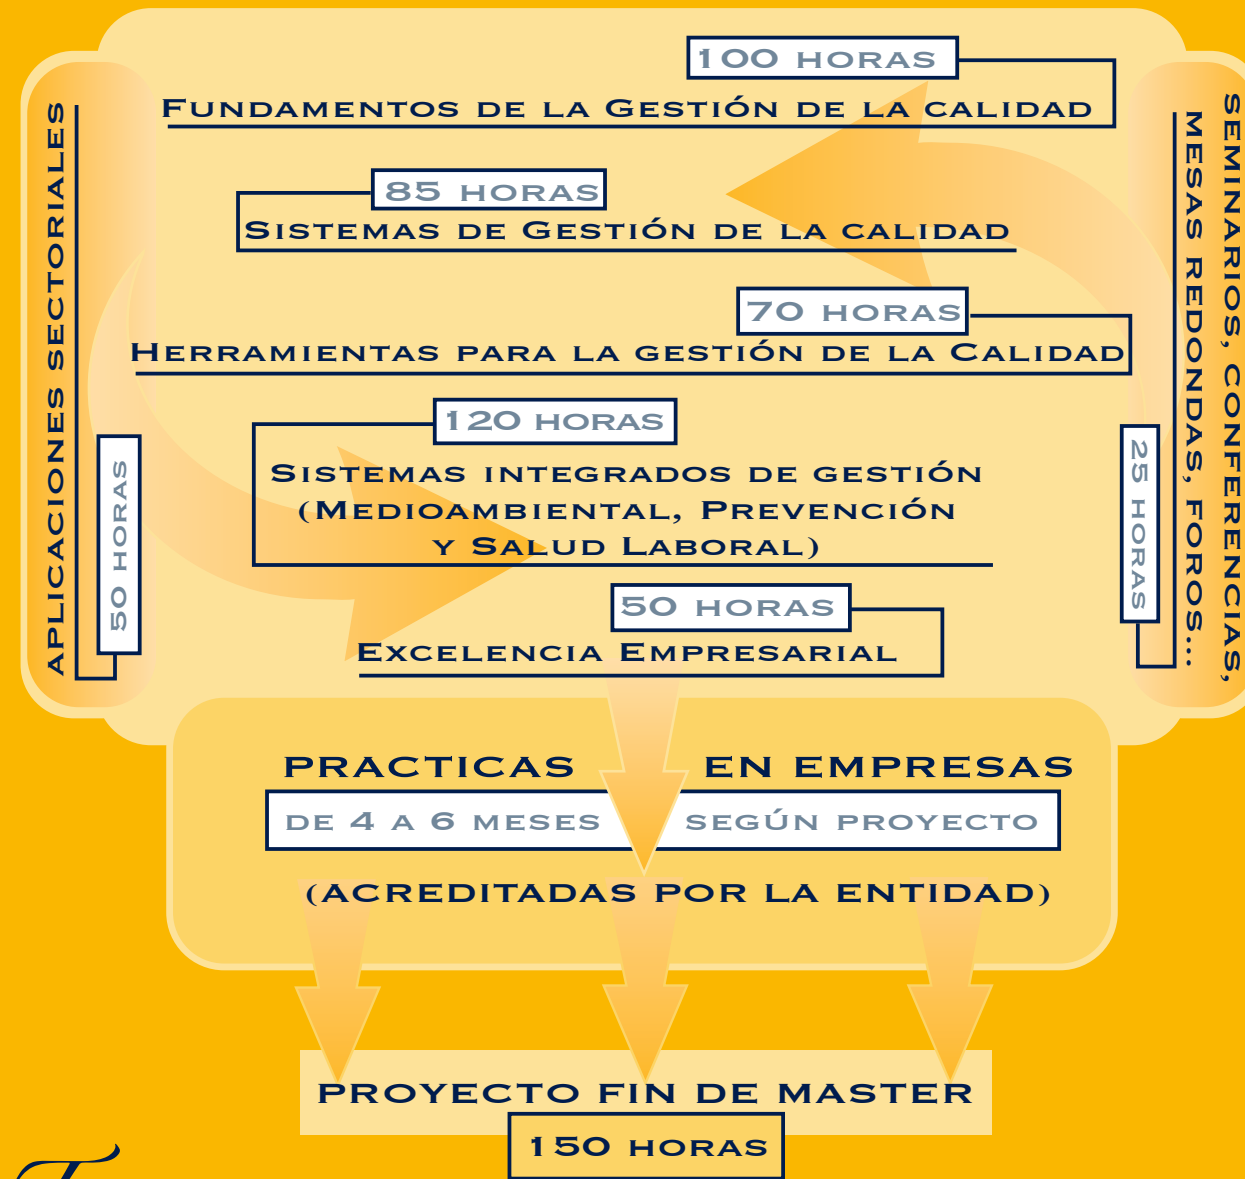 100 HORAS
FUNDAMENTOS DE LA GESTIÓN DE LA CALIDAD
85 HORAS
SISTEMAS DE GESTIÓN DE LA CALIDAD
70 HORAS
HERRAMIENTAS PARA LA GESTIÓN DE LA CALIDAD
120 HORAS
SISTEMAS INTEGRADOS DE GESTIÓN
(MEDIOAMBIENTAL, PREVENCIÓN
Y SALUD LABORAL)
50 HORAS
EXCELENCIA EMPRESARIAL
APLICACIONES SECTORIALES
50 HORAS
SEMINARIOS, CONFERENCIAS,
MESAS REDONDAS, FOROS...
25 HORAS
PRACTICAS EN EMPRESAS
DE 4 A 6 MESES SEGÚN PROYECTO
(ACREDITADAS POR LA ENTIDAD)
PROYECTO FIN DE MASTER
150 HORAS